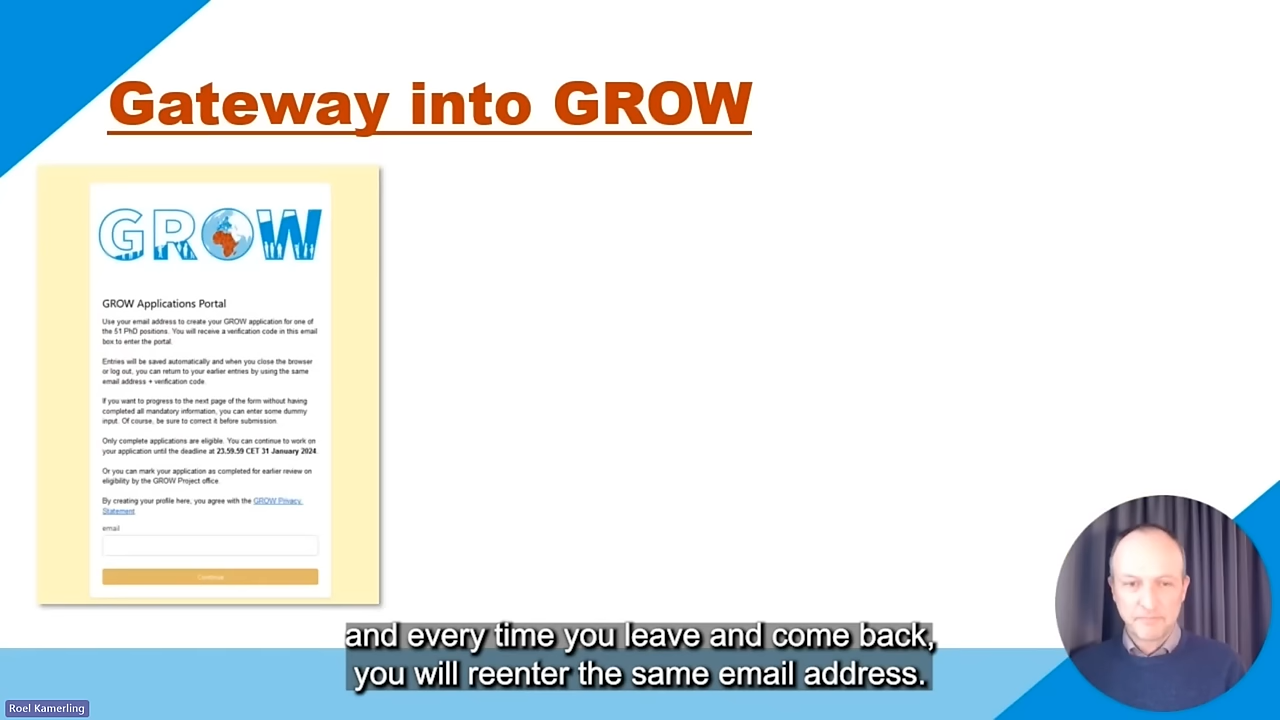 Gateway into GROW
GROW
GROW Applications Portal
Use your email address to create your GROW application for one of
the 51 PhD positions. You will receive a verification code in this email
box to enter the portal.
Entries will be saved automatically and when you close the browser
or log out, you can return to your earlier entries by using the same
email address + verification code.
If you want to progress to the next page of the form without having
completed all mandatory information, you can enter some dummy
input. Of course, be sure to correct it before submission.
Only complete applications are eligible. You can continue to work on
your application until the deadline at 23.59.59 CET 31 January 2024.
Or you can mark your application as completed for earlier review on
eligibility by the GROW Project office.
By creating your profile here, you agree with the GROW Privacy
Statement
email
Continue
and every time you leave and come back,
you will reenter the same email address.
Roel Kamerling